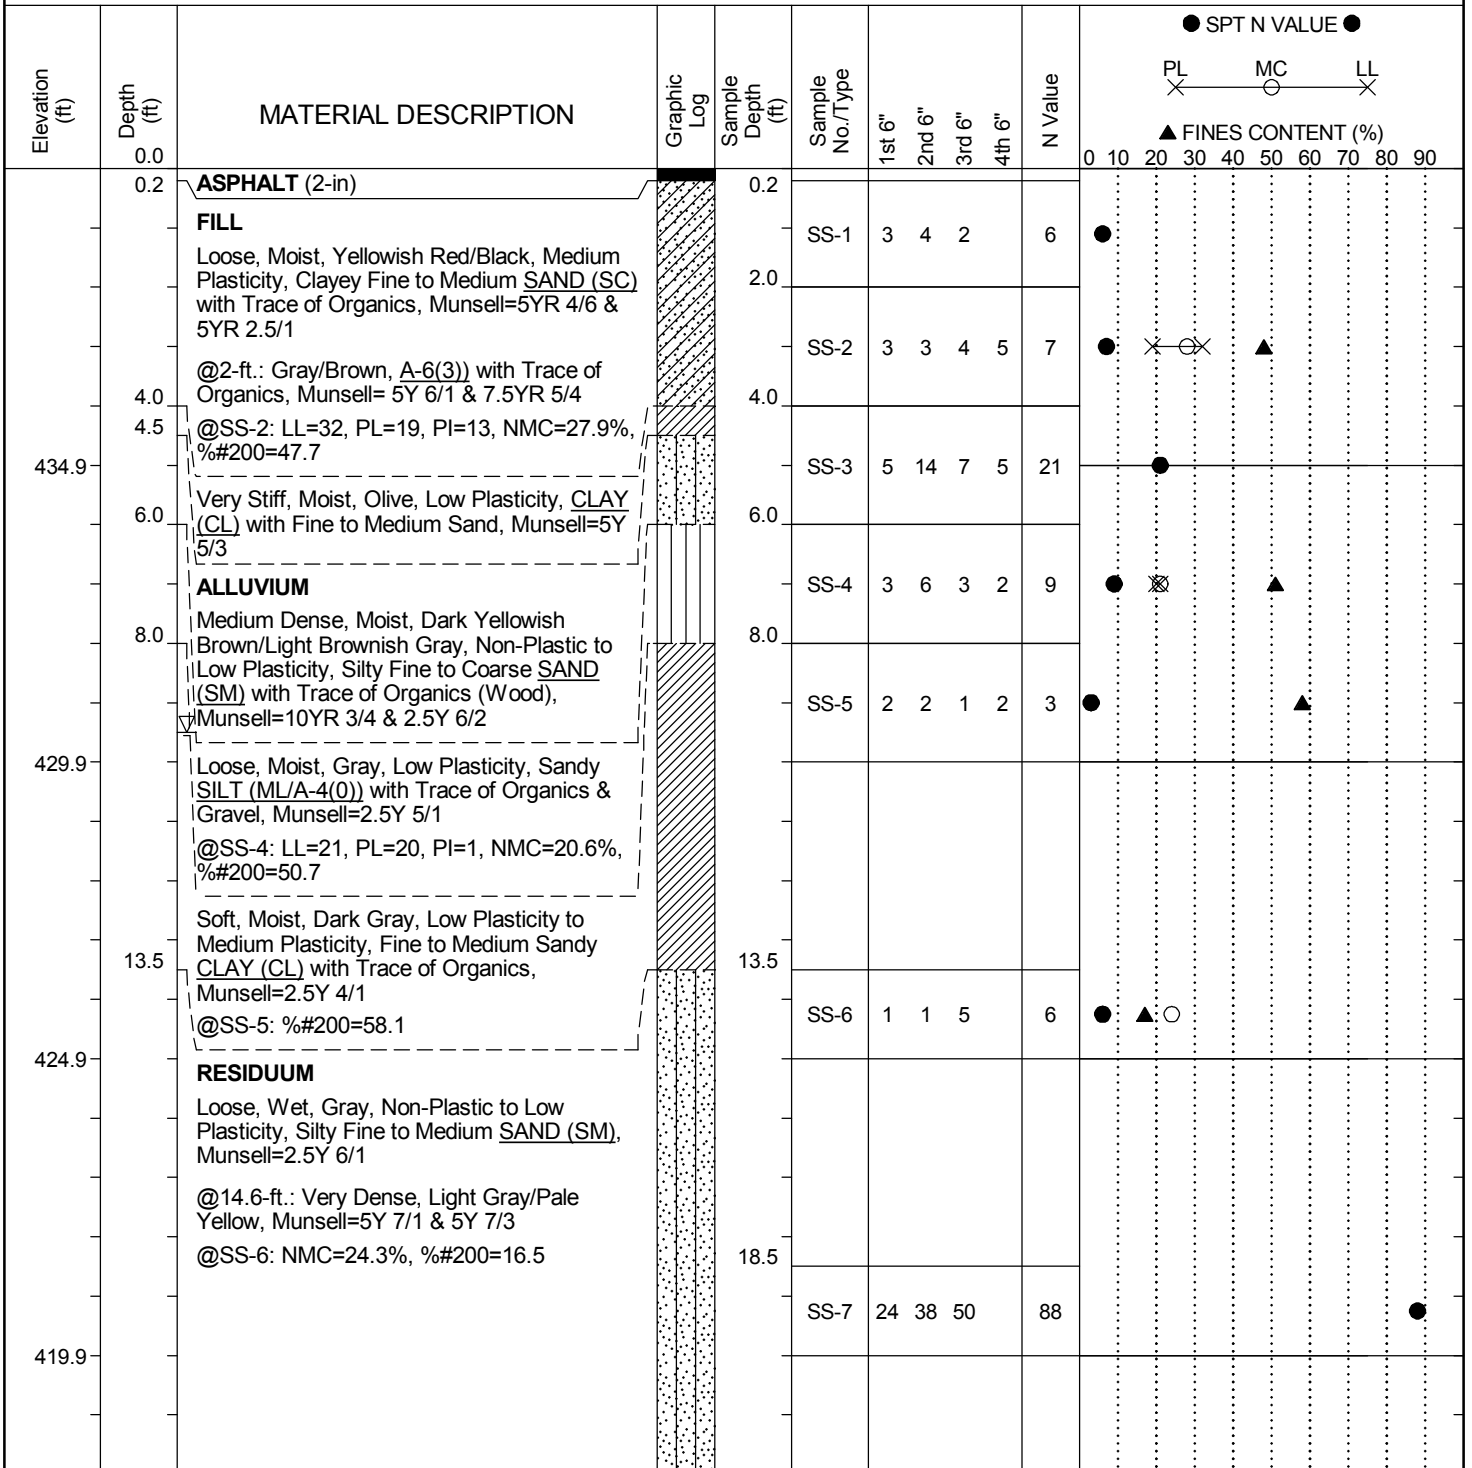 ● SPT N VALUE ●
PL MC LL
▲ FINES CONTENT (%)
Elevation (ft)
Depth (ft)
MATERIAL DESCRIPTION
Graphic Log
Sample Depth (ft)
Sample No./Type
1st 6"
2nd 6"
3rd 6"
4th 6"
N Value
0.0
0 10 20 30 40 50 60 70 80 90
0.2 ASPHALT (2-in) 0.2
FILL
SS-1 3 4 2 6
Loose, Moist, Yellowish Red/Black, Medium
Plasticity, Clayey Fine to Medium SAND (SC) 2.0
with Trace of Organics, Munsell=5YR 4/6 &
5YR 2.5/1
SS-2 3 3 4 5 7
@2-ft.: Gray/Brown, A-6(3)) with Trace of
4.0 Organics, Munsell= 5Y 6/1 & 7.5YR 5/4 4.0
4.5 @SS-2: LL=32, PL=19, PI=13, NMC=27.9%,
%#200=47.7
434.9 SS-3 5 14 7 5 21
Very Stiff, Moist, Olive, Low Plasticity, CLAY
6.0 (CL) with Fine to Medium Sand, Munsell=5Y 6.0
5/3
ALLUVIUM SS-4 3 6 3 2 9
Medium Dense, Moist, Dark Yellowish
8.0 Brown/Light Brownish Gray, Non-Plastic to 8.0
Low Plasticity, Silty Fine to Coarse SAND
(SM) with Trace of Organics (Wood), SS-5 2 2 1 2 3
Munsell=10YR 3/4 & 2.5Y 6/2
429.9 Loose, Moist, Gray, Low Plasticity, Sandy
SILT (ML/A-4(0)) with Trace of Organics &
Gravel, Munsell=2.5Y 5/1
@SS-4: LL=21, PL=20, PI=1, NMC=20.6%,
%#200=50.7
Soft, Moist, Dark Gray, Low Plasticity to
Medium Plasticity, Fine to Medium Sandy
13.5 CLAY (CL) with Trace of Organics, 13.5
Munsell=2.5Y 4/1
@SS-5: %#200=58.1 SS-6 1 1 5 6
424.9 RESIDUUM
Loose, Wet, Gray, Non-Plastic to Low
Plasticity, Silty Fine to Medium SAND (SM),
Munsell=2.5Y 6/1
@14.6-ft.: Very Dense, Light Gray/Pale
Yellow, Munsell=5Y 7/1 & 5Y 7/3
@SS-6: NMC=24.3%, %#200=16.5 18.5
SS-7 24 38 50 88
419.9